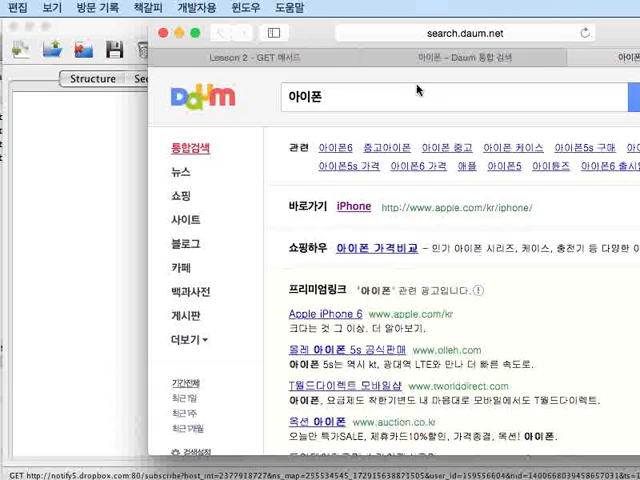 편집 보기 방문 기록 책갈피 개발자용 윈도우 도움말
search.daum.net
Lesson 2 - GET 메서드 아이폰 – Daum 통합 검색 아이폰
Structure
Daum 아이폰
통합검색
뉴스
쇼핑
사이트
블로그
카페
백과사전
게시판
더보기
기간전체
최근 1일
최근 1주
최근 1개월
검색설정
관련 아이폰6 중고아이폰 아이폰 중고 아이폰 케이스 아이폰5s 구매
아이폰5s 가격 아이폰6 가격 애플 아이폰5 아이튠즈 아이폰6 출시
바로가기 iPhone http://www.apple.com/kr/iphone/
쇼핑하우 아이폰 가격비교 – 인기 아이폰 시리즈, 케이스, 충전기 등 다양한
프리미엄링크 '아이폰' 관련 광고입니다.
Apple iPhone 6 www.apple.com/kr
크다는 것 그 이상. 더 알아보기.
올레 아이폰 5s 공식판매 www.olleh.com
아이폰 5s는 역시 kt, 광대역 LTE와 만나 더 빠른 속도로.
T월드다이렉트 모바일샵 www.tworlddirect.com
아이폰, 요금제도 착한기변도 내 마음대로 모바일에서도 T월드다이렉트.
옥션 아이폰 www.auction.co.kr
오늘만 특가SALE, 제휴카드10%할인, 가격종결, 옥션! 아이폰.